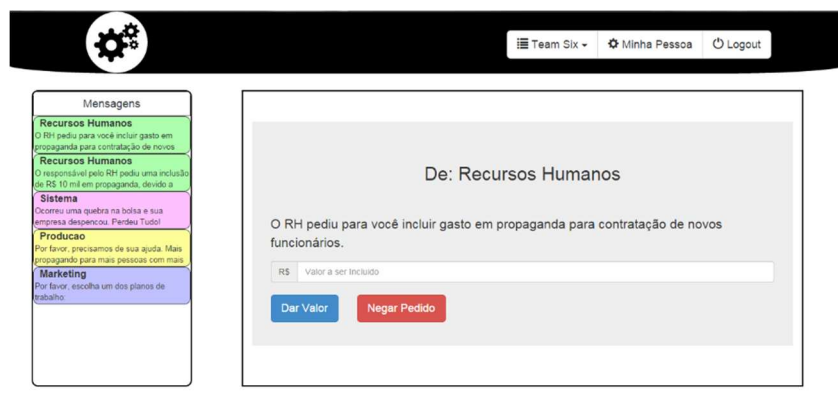 Team Six
Minha Pessoa
Logout
Mensagens
Recursos Humanos
O RH pediu para você incluir gasto em
propaganda para contratação de novos
Recursos Humanos
O responsável pelo RH pediu uma inclusão
de R$ 10 mil em propaganda, devido a
Sistema
Ocorreu uma quebra na bolsa e sua
empresa despencou. Perdeu Tudo!
Producao
Por favor, precisamos de sua ajuda. Mais
propagando para mais pessoas com mais
Marketing
Por favor, escolha um dos planos de
trabalho:
De: Recursos Humanos
O RH pediu para você incluir gasto em propaganda para contratação de novos
funcionários.
R$ Valor a ser Incluido
Dar Valor
Negar Pedido